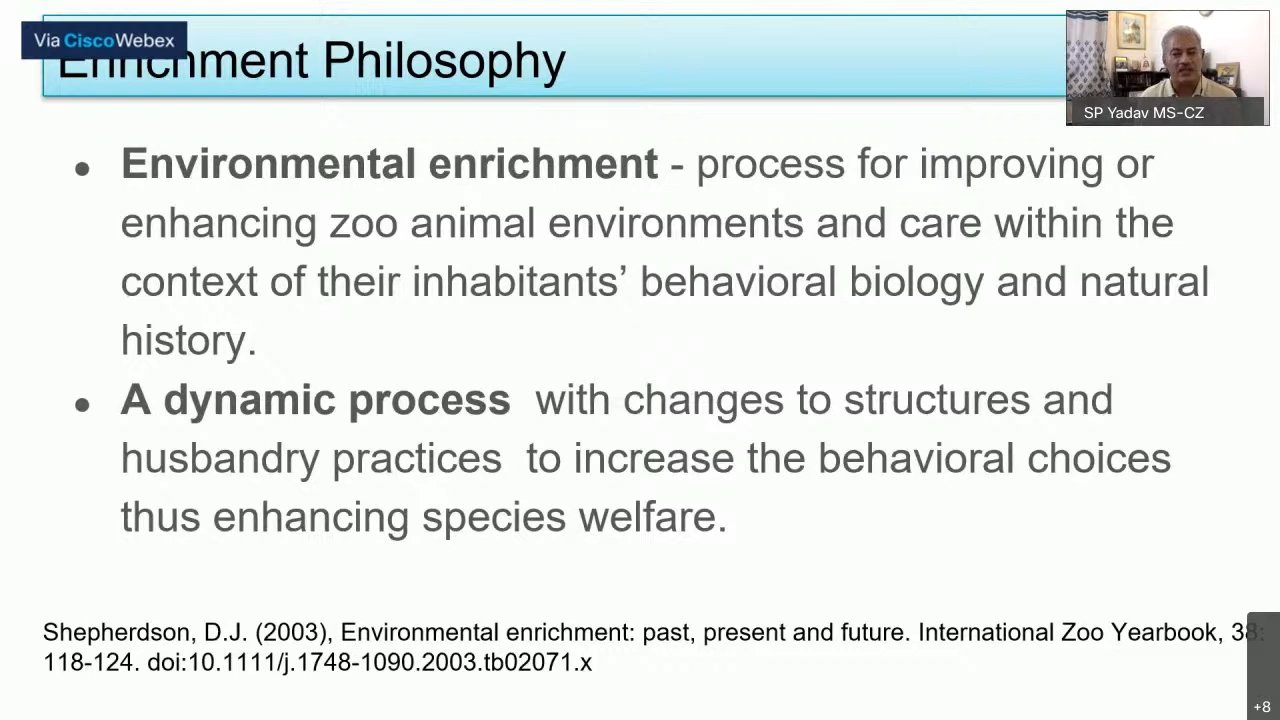 Via CiscoWebex
Enrichment Philosophy
SP Yadav MS-CZ
● Environmental enrichment - process for improving or
enhancing zoo animal environments and care within the
context of their inhabitants’ behavioral biology and natural
history.
● A dynamic process with changes to structures and
husbandry practices to increase the behavioral choices
thus enhancing species welfare.
Shepherdson, D.J. (2003), Environmental enrichment: past, present and future. International Zoo Yearbook, 38:
118-124. doi:10.1111/j.1748-1090.2003.tb02071.x
+8